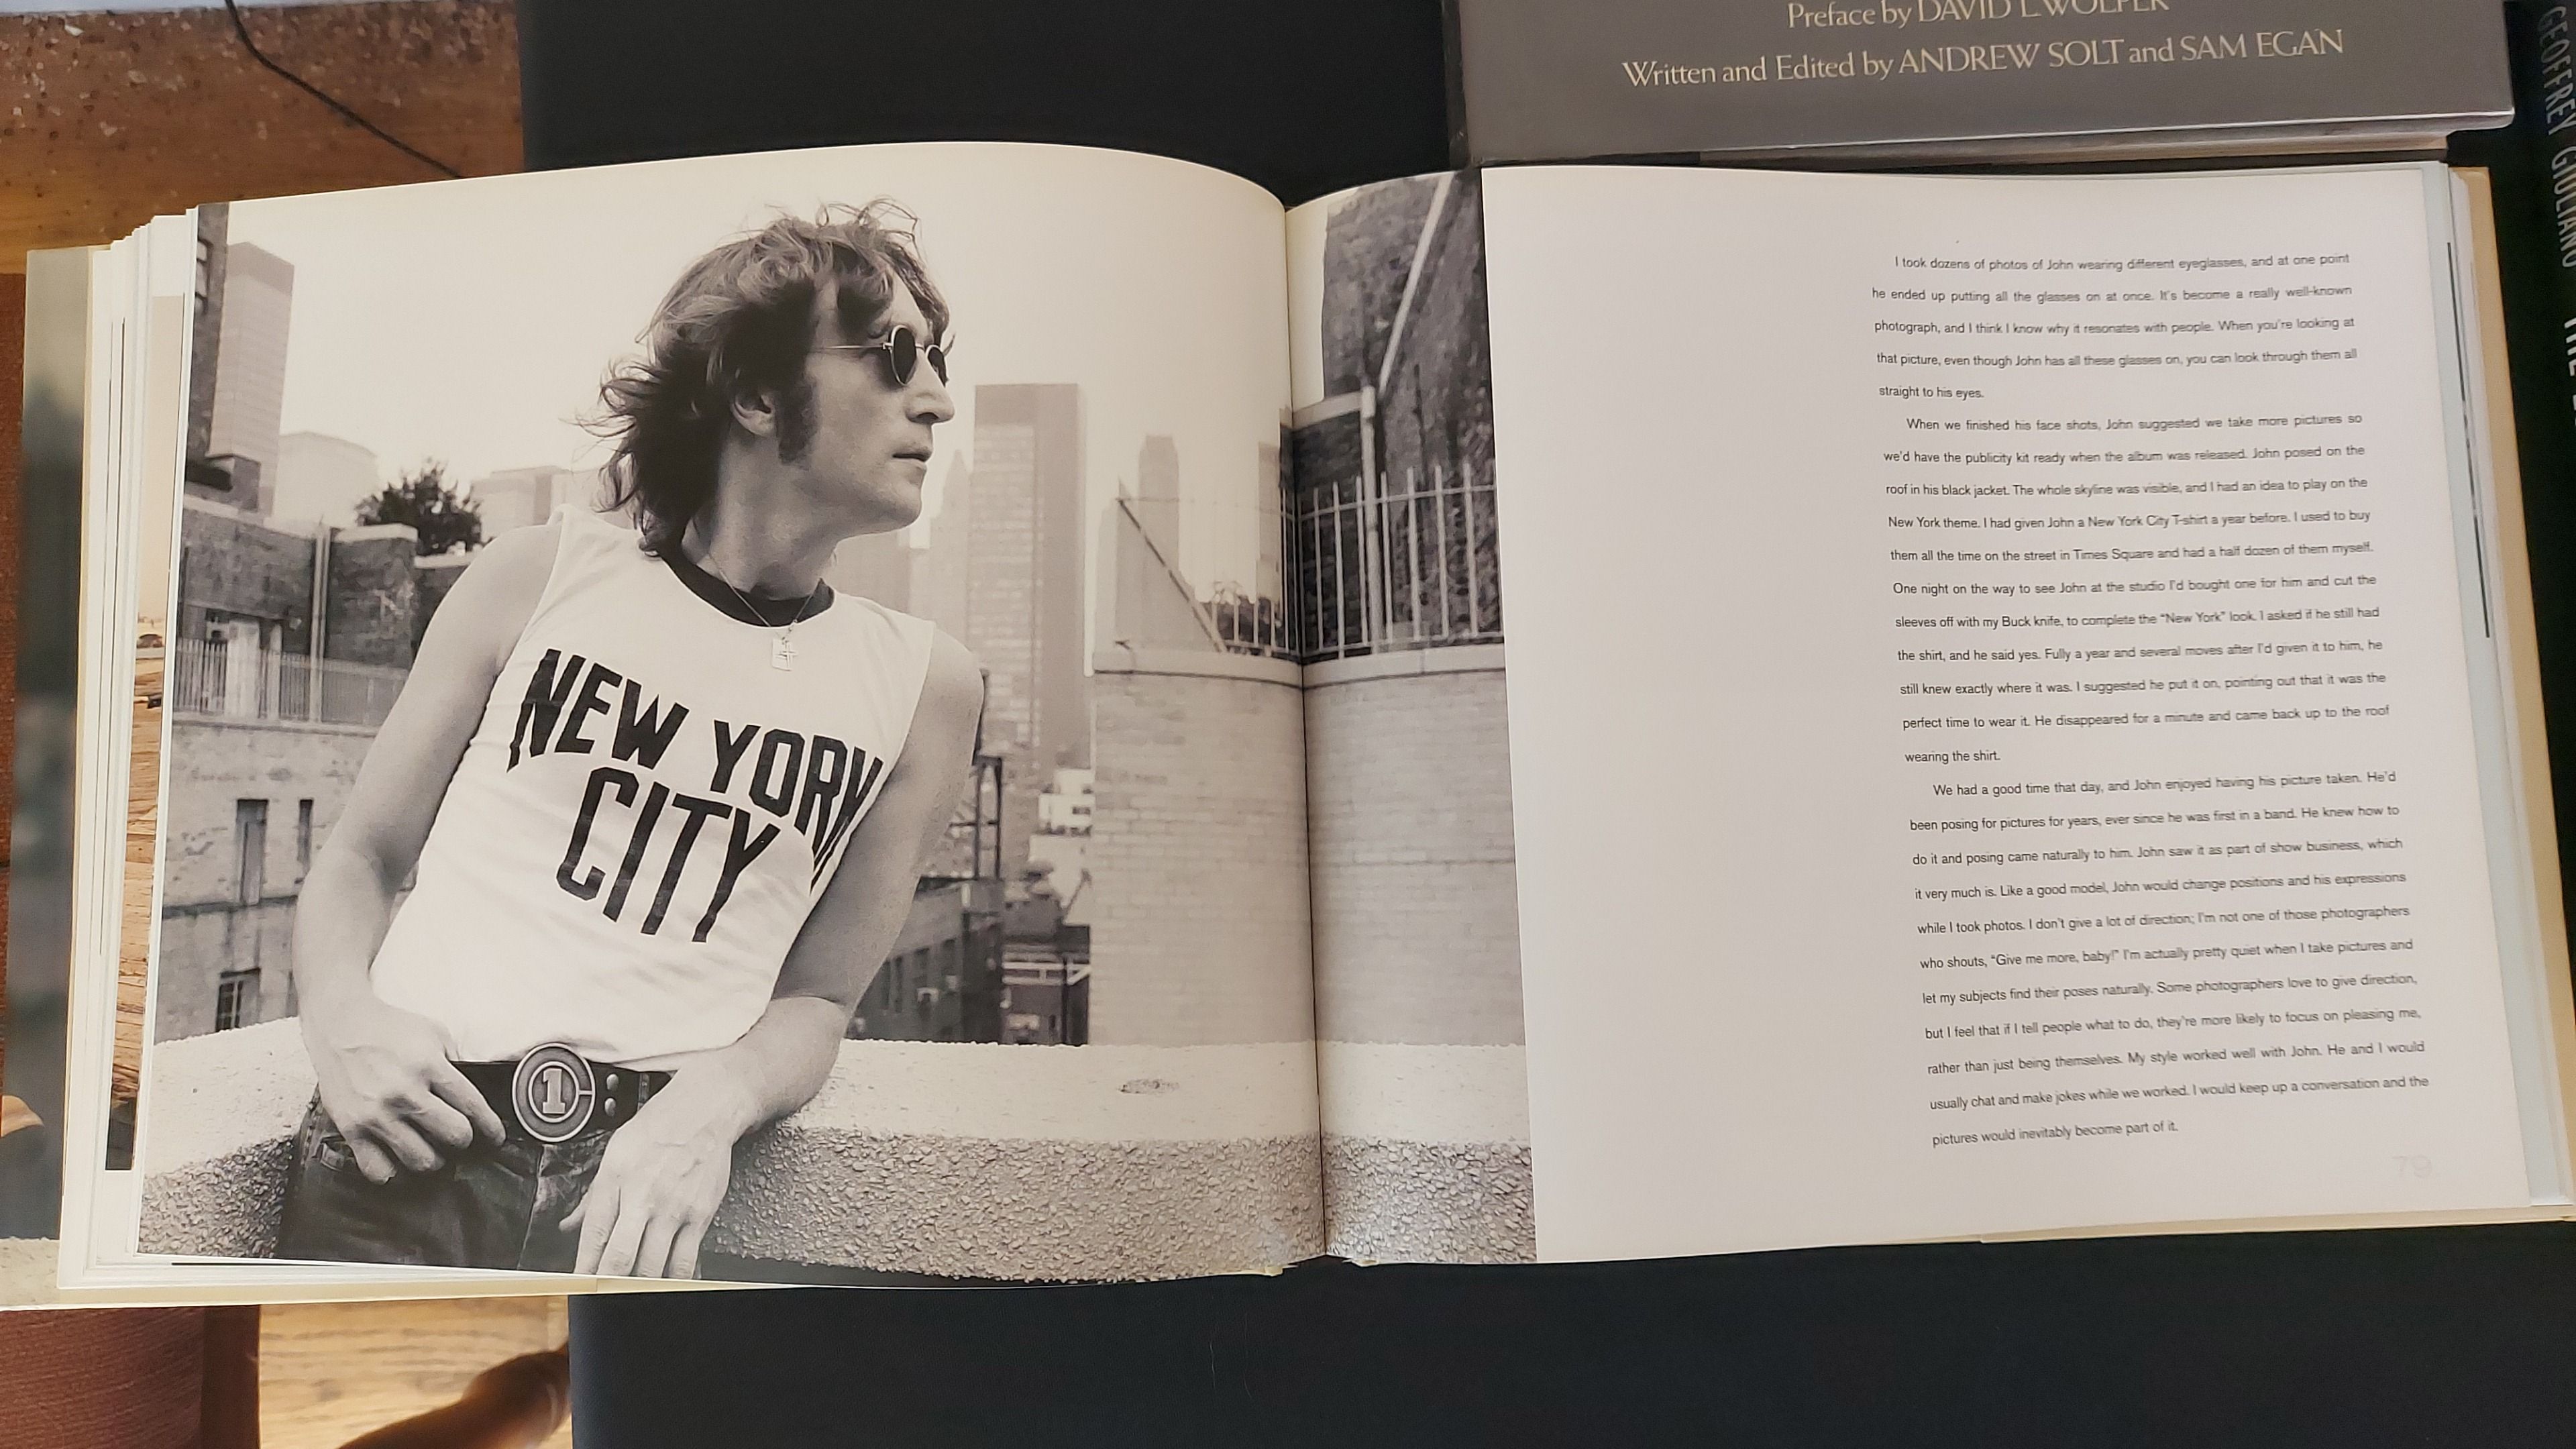 Preface by DAVID L. WOLPER
Written and Edited by ANDREW SOLT and SAM EGAN
GEOFFREY GIULIANO
NEW YORK
CITY
1
I took dozens of photos of John wearing different eyeglasses, and at one point
he ended up putting all the glasses on at once. It's become a really well-known
photograph, and I think I know why it resonates with people. When you're looking at
that picture, even though John has all these glasses on, you can look through them all
straight to his eyes.
When we finished his face shots, John suggested we take more pictures so
we'd have the publicity kit ready when the album was released. John posed on the
roof in his black jacket. The whole skyline was visible, and I had an idea to play on the
New York theme. I had given John a New York City T-shirt a year before. I used to buy
them all the time on the street in Times Square and had a half dozen of them myself.
One night on the way to see John at the studio I'd bought one for him and cut the
sleeves off with my Buck knife, to complete the "New York" look. I asked if he still had
the shirt, and he said yes. Fully a year and several moves after I'd given it to him, he
still knew exactly where it was. I suggested he put it on, pointing out that it was the
perfect time to wear it. He disappeared for a minute and came back up to the roof
wearing the shirt.
We had a good time that day, and John enjoyed having his picture taken. He'd
been posing for pictures for years, ever since he was first in a band. He knew how to
do it and posing came naturally to him. John saw it as part of show business, which
it very much is. Like a good model, John would change positions and his expressions
while I took photos. I don't give a lot of direction; I'm not one of those photographers
who shouts, "Give me more, baby!" I'm actually pretty quiet when I take pictures and
let my subjects find their poses naturally. Some photographers love to give direction,
but I feel that if I tell people what to do, they're more likely to focus on pleasing me,
rather than just being themselves. My style worked well with John. He and I would
usually chat and make jokes while we worked. I would keep up a conversation and the
pictures would inevitably become part of it.
79